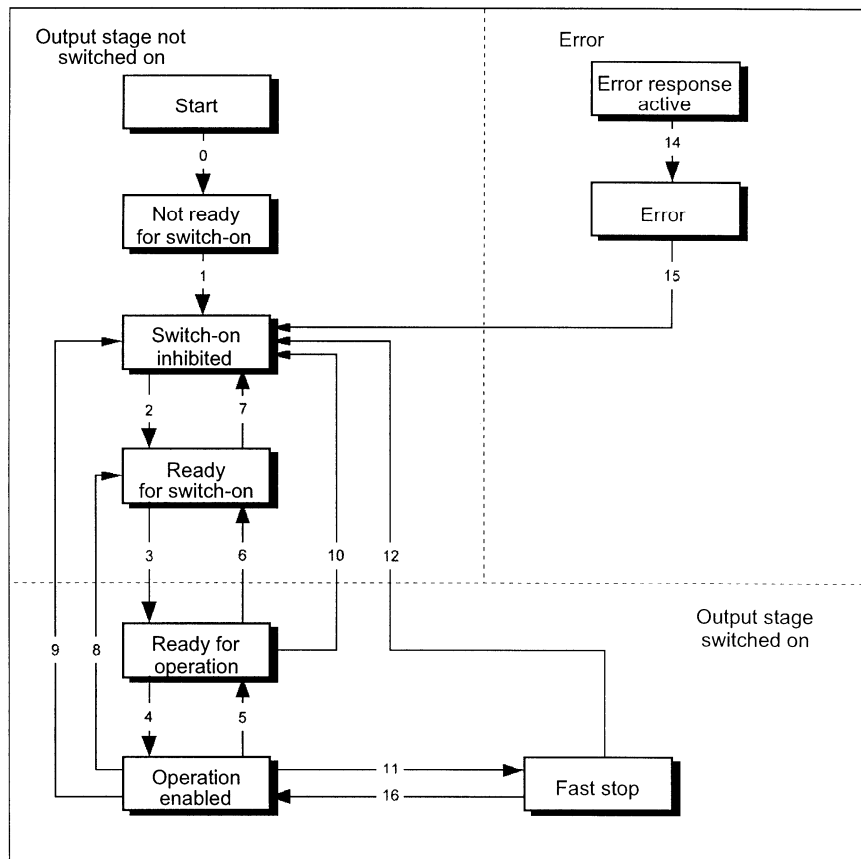 Output stage not
switched on
Error
Start
Error response
active
0
14
Not ready
for switch-on
Error
1
15
Switch-on
inhibited
2
7
Ready
for switch-on
3
6
10
12
Output stage
switched on
9
8
Ready for
operation
4
5
Operation
enabled
11
16
Fast stop